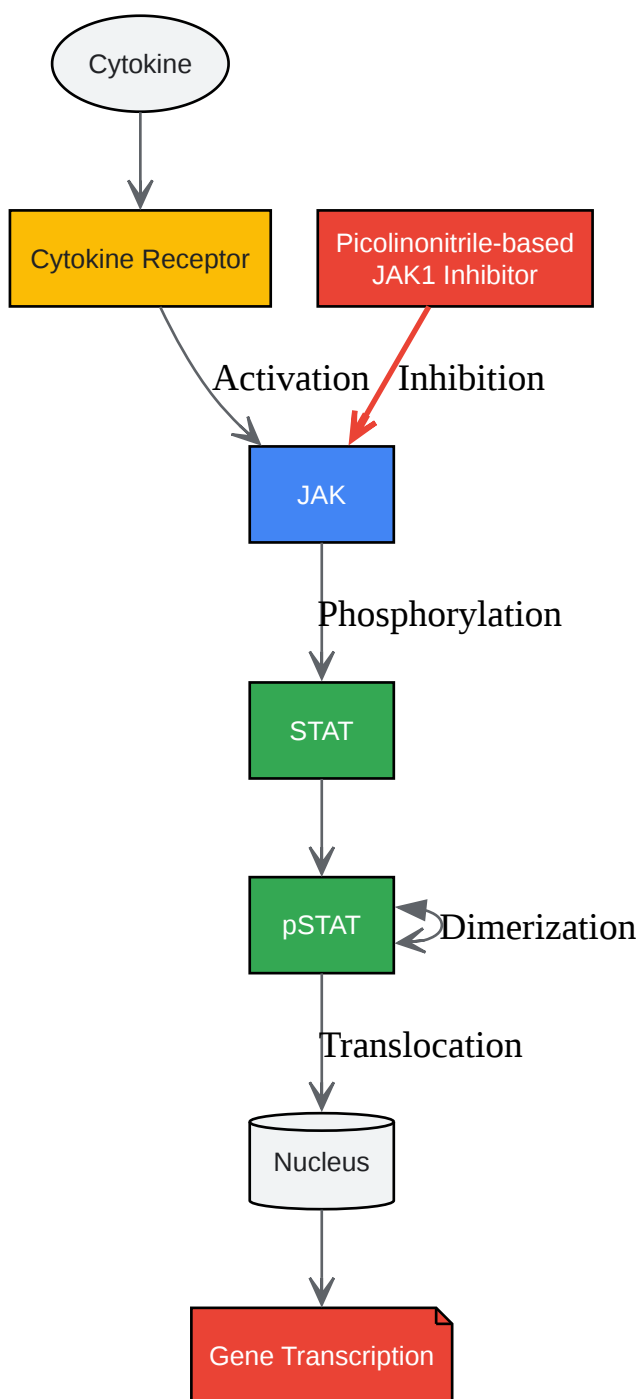 Cytokine
Cytokine Receptor
Picolinonitrile-based
JAK1 Inhibitor
Activation
Inhibition
JAK
Phosphorylation
STAT
pSTAT
Dimerization
Translocation
Nucleus
Gene Transcription